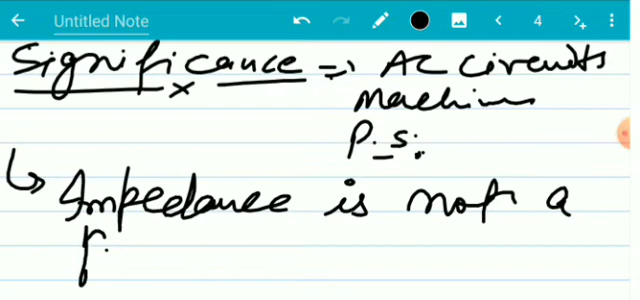 Untitled Note
4
Significance => AC Circuits
Machines
P.S.
↳ Impedance is not a